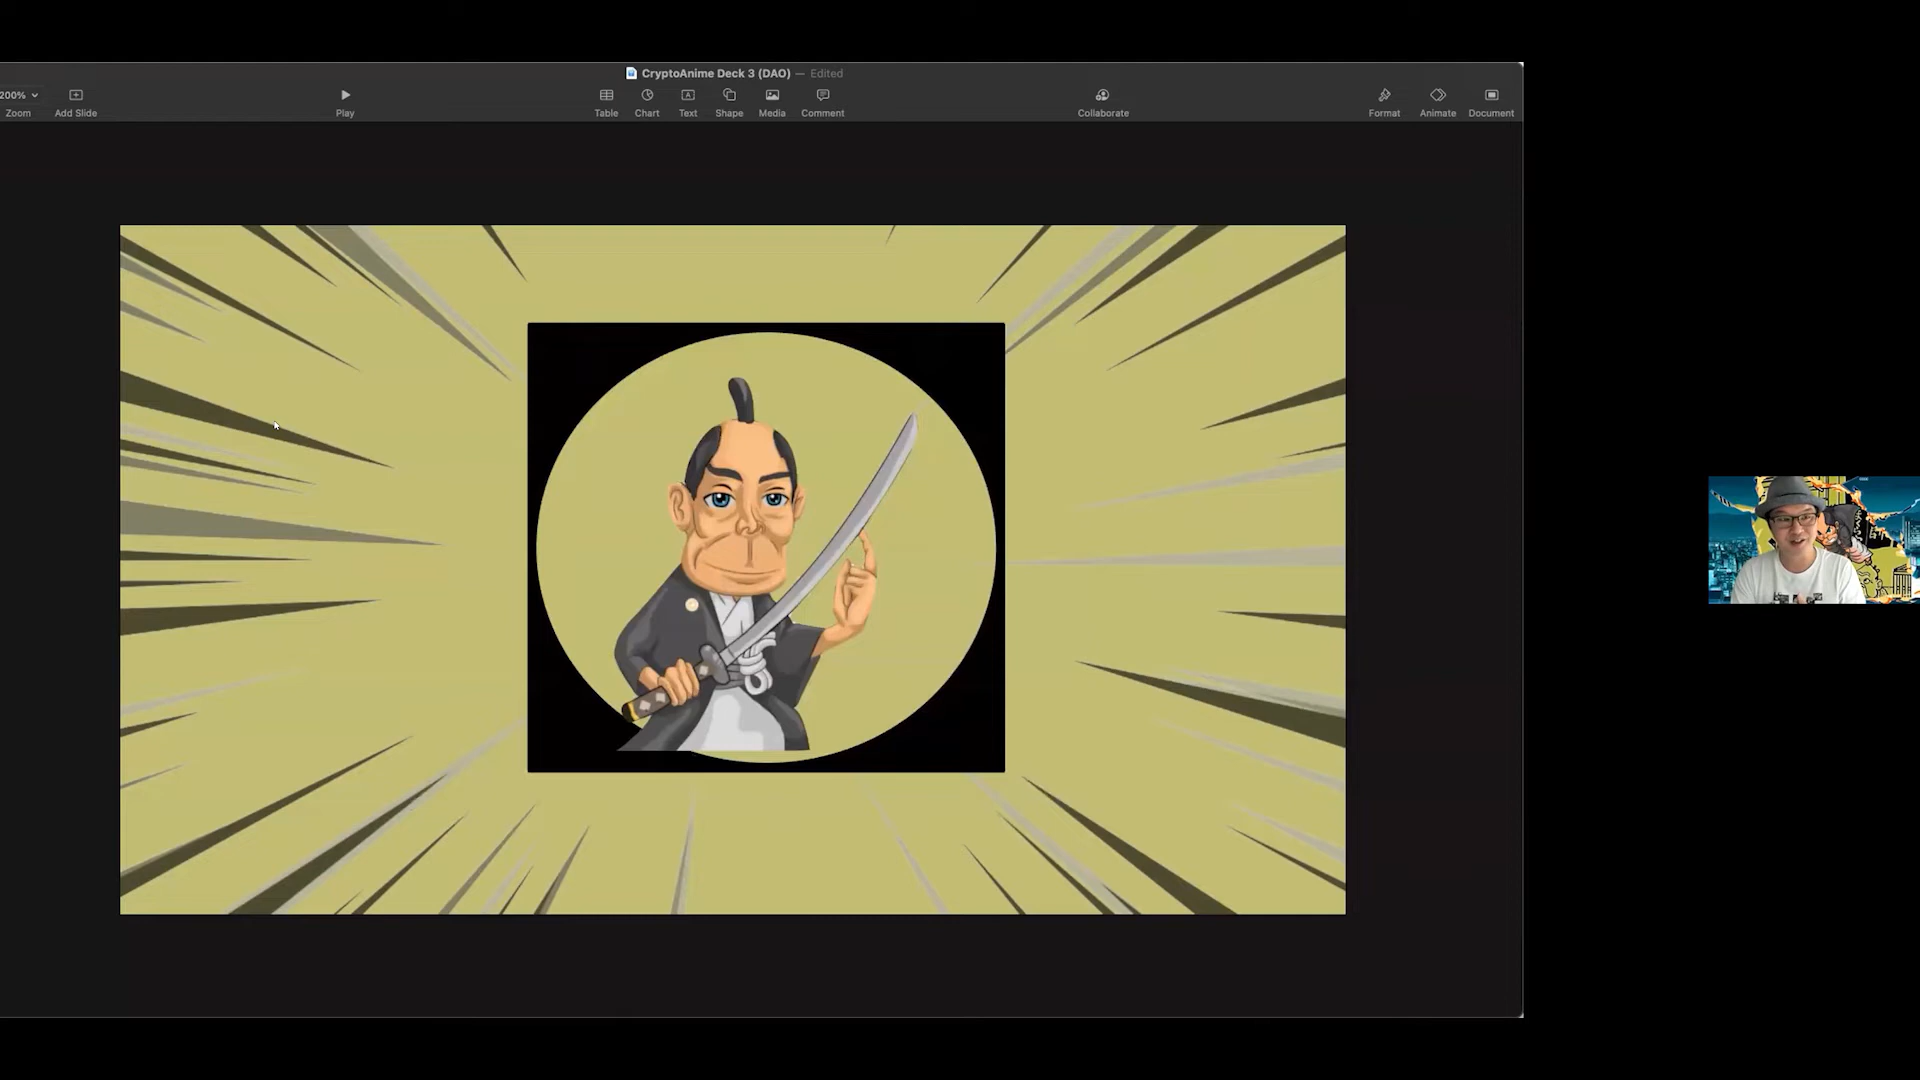 CryptoAnime Deck 3 (DAO) — Edited
200%
Zoom
Add Slide
Play
Table
Chart
Text
Shape
Media
Comment
Collaborate
Format
Animate
Document